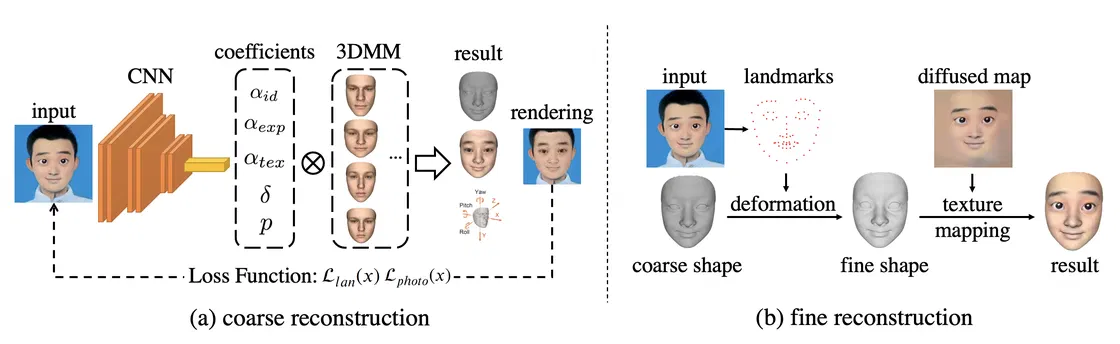 input
CNN
coefficients
α_id
α_exp
α_tex
δ
p
⊗
3DMM
...
result
Yaw
Pitch
Roll
Z
X
Y
rendering
Loss Function: ℒ_lan(x) ℒ_photo(x)
(a) coarse reconstruction
input
landmarks
diffused map
deformation
texture
mapping
coarse shape
fine shape
result
(b) fine reconstruction